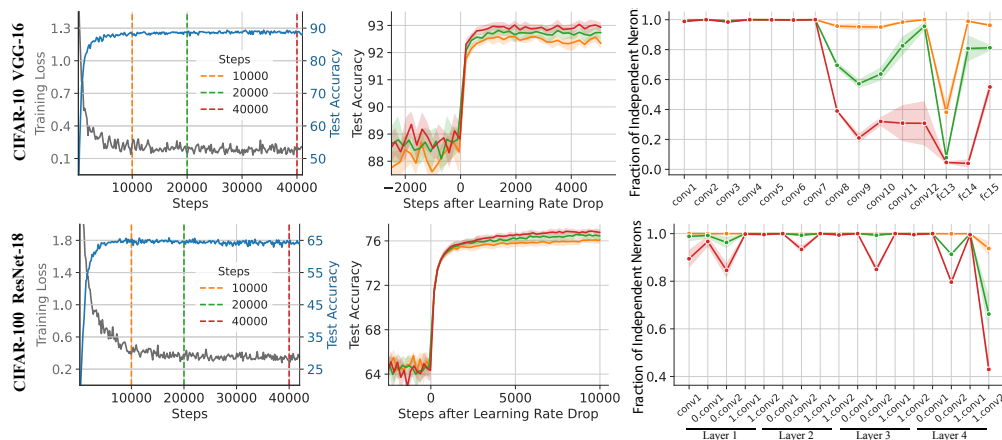 CIFAR-10 VGG-16
Training Loss
1.3
1.0
0.7
0.4
0.1
Steps
10000
20000
40000
90
80
70
60
50
Test Accuracy
10000 20000 30000 40000
Steps
Test Accuracy
93
92
91
90
89
88
−2000 0 2000 4000
Steps after Learning Rate Drop
Fraction of Independent Nerons
1.0
0.8
0.6
0.4
0.2
0.0
conv1 conv2 conv3 conv4 conv5 conv6 conv7 conv8 conv9 conv10 conv11 conv12 fc13 fc14 fc15
CIFAR-100 ResNet-18
Training Loss
1.8
1.4
1.0
0.6
0.2
Steps
10000
20000
40000
65
55
45
35
25
Test Accuracy
10000 20000 30000 40000
Steps
Test Accuracy
76
72
68
64
0 5000 10000
Steps after Learning Rate Drop
Fraction of Independent Nerons
1.0
0.8
0.6
0.4
conv1 0.conv1 0.conv2 1.conv1 1.conv2 0.conv1 0.conv2 1.conv1 1.conv2 0.conv1 0.conv2 1.conv1 1.conv2 0.conv1 0.conv2 1.conv1 1.conv2
Layer 1 Layer 2 Layer 3 Layer 4